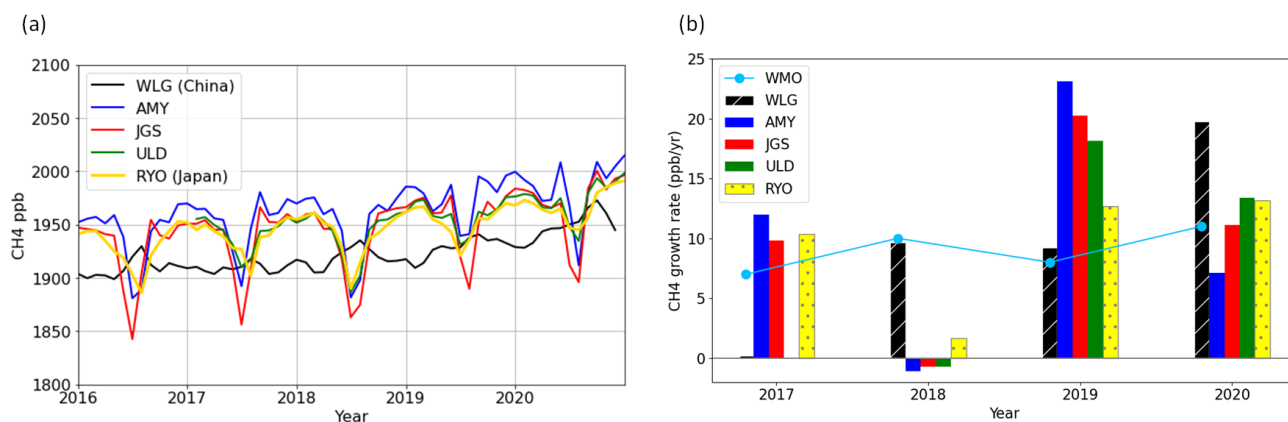 (a)
2100
2050
2000
1950
1900
1850
1800
CH4 ppb
WLG (China)
AMY
JGS
ULD
RYO (Japan)
2016
2017
2018
2019
2020
Year
(b)
25
20
15
10
5
0
CH4 growth rate (ppb/yr)
WMO
WLG
AMY
JGS
ULD
RYO
2017
2018
2019
2020
Year